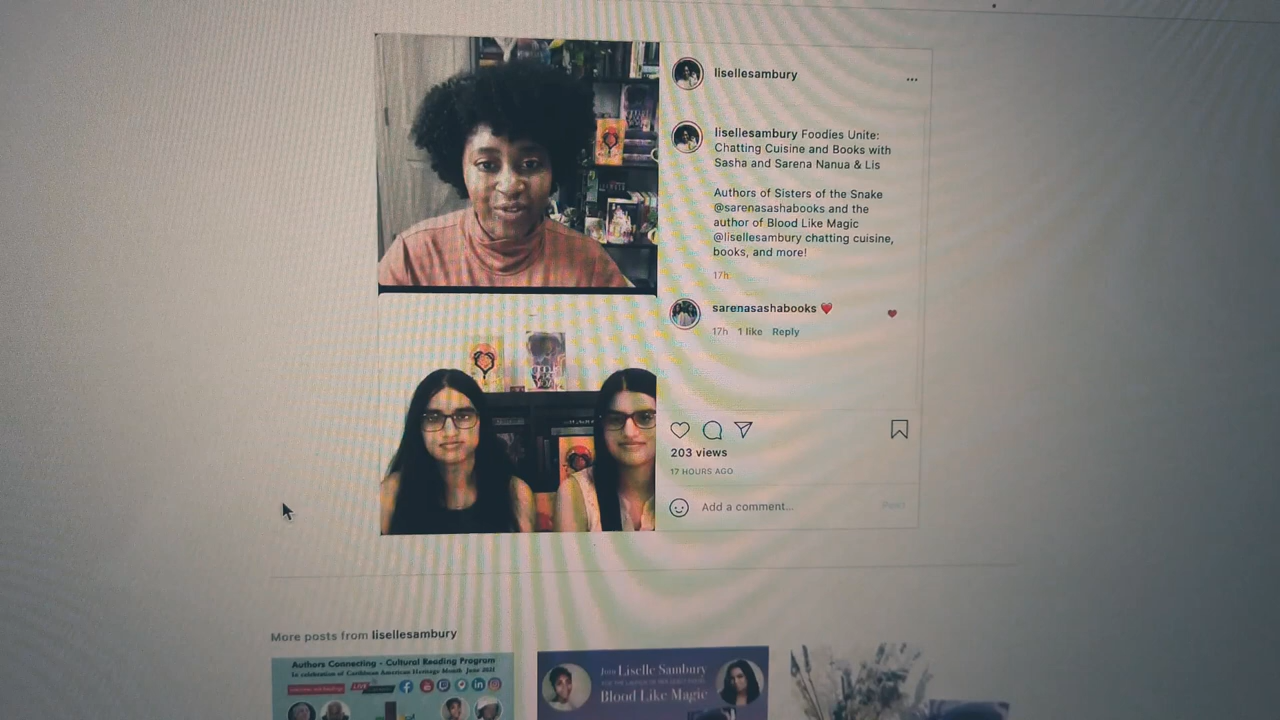 lisellesambury
lisellesambury Foodies Unite:
Chatting Cuisine and Books with
Sasha and Sarena Nanua & Lis
Authors of Sisters of the Snake
@sarenasashabooks and the
author of Blood Like Magic
@lisellesambury chatting cuisine,
books, and more!
17h
sarenasashabooks ❤️
17h 1 like Reply
203 views
17 HOURS AGO
Add a comment...
Post
More posts from lisellesambury
Authors Connecting - Cultural Reading Program
In celebration of Caribbean American Heritage Month June 2021
LIVE
Join Liselle Sambury
Blood Like Magic